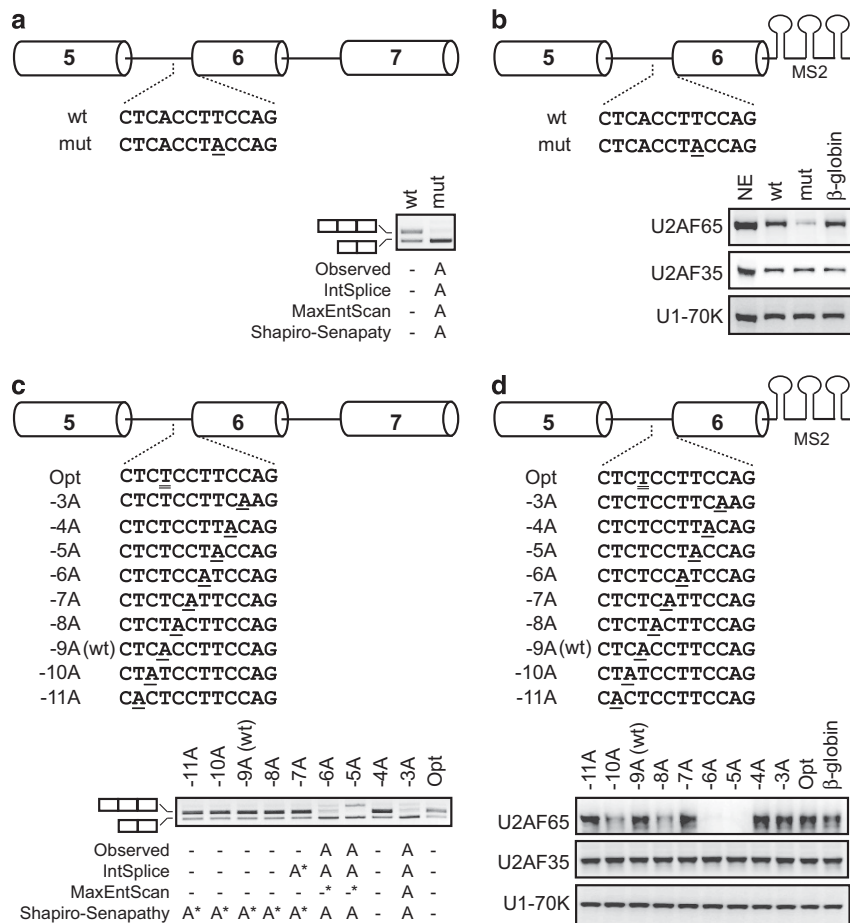 a
5 6 7
wt CTCACCTTCCAG
mut CTCACCTACCAG
wt mut
Observed - A
IntSplice - A
MaxEntScan - A
Shapiro-Senapaty - A
b
5 6
MS2
wt CTCACCTTCCAG
mut CTCACCTACCAG
NE wt mut β-globin
U2AF65
U2AF35
U1-70K
c
5 6 7
Opt CTCTCCTTCCAG
-3A CTCTCCTTCAAG
-4A CTCTCCTTACAG
-5A CTCTCCTACCAG
-6A CTCTCCATCCAG
-7A CTCTCATTCCAG
-8A CTCTACTTCCAG
-9A (wt) CTCACCTTCCAG
-10A CTATCCTTCCAG
-11A CACTCCTTCCAG
-11A -10A -9A (wt) -8A -7A -6A -5A -4A -3A Opt
Observed - - - - - A A - A
IntSplice - - - - A* A A - A
MaxEntScan - - - - - -* -* - A
Shapiro-Senapathy A* A* A* A* A* A A - A
d
5 6
MS2
Opt CTCTCCTTCCAG
-3A CTCTCCTTCAAG
-4A CTCTCCTTACAG
-5A CTCTCCTACCAG
-6A CTCTCCATCCAG
-7A CTCTCATTCCAG
-8A CTCTACTTCCAG
-9A (wt) CTCACCTTCCAG
-10A CTATCCTTCCAG
-11A CACTCCTTCCAG
-11A -10A -9A (wt) -8A -7A -6A -5A -4A -3A Opt β-globin
U2AF65
U2AF35
U1-70K